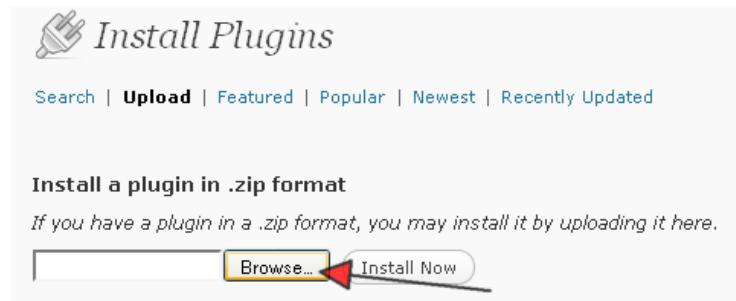 Install Plugins
Search | Upload | Featured | Popular | Newest | Recently Updated
Install a plugin in .zip format
If you have a plugin in a .zip format, you may install it by uploading it here.
Browse... Install Now